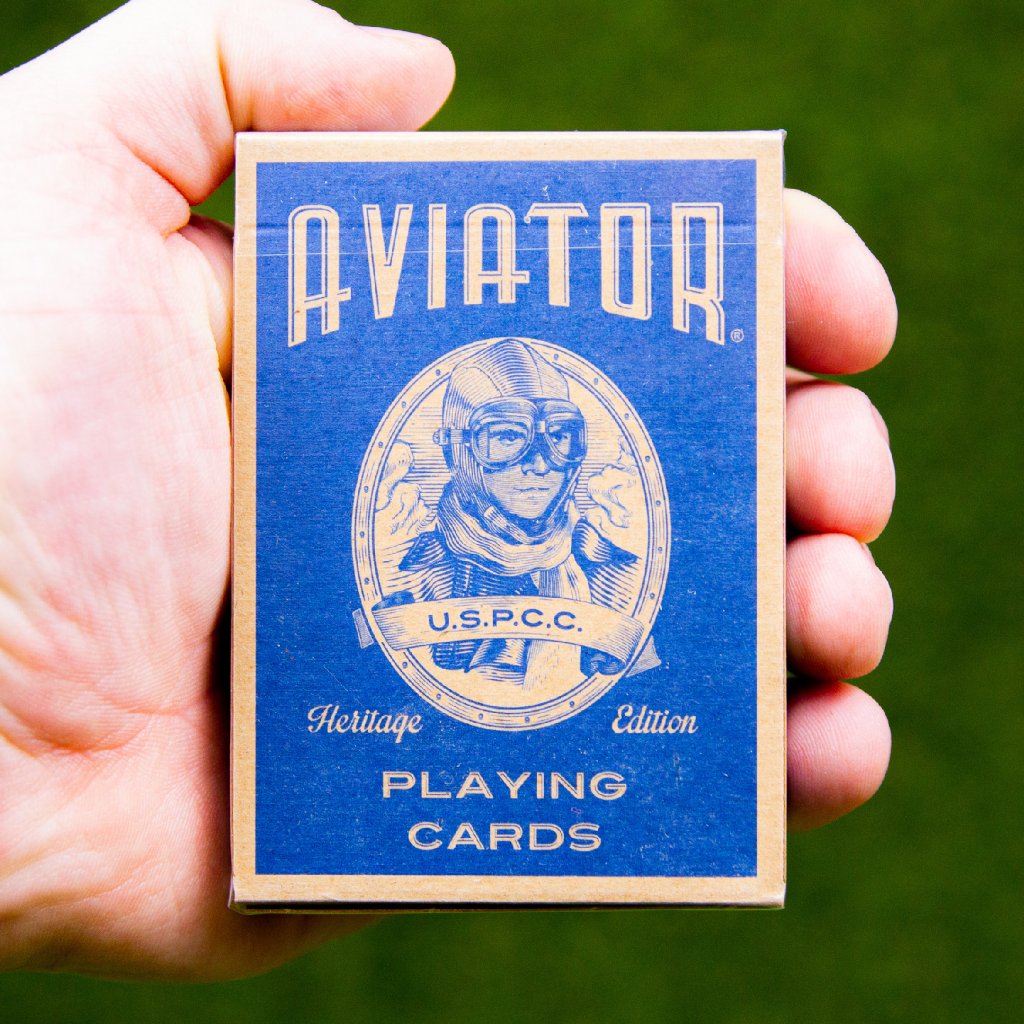 AVIATOR®
U.S.P.C.C.
Heritage Edition
PLAYING
CARDS